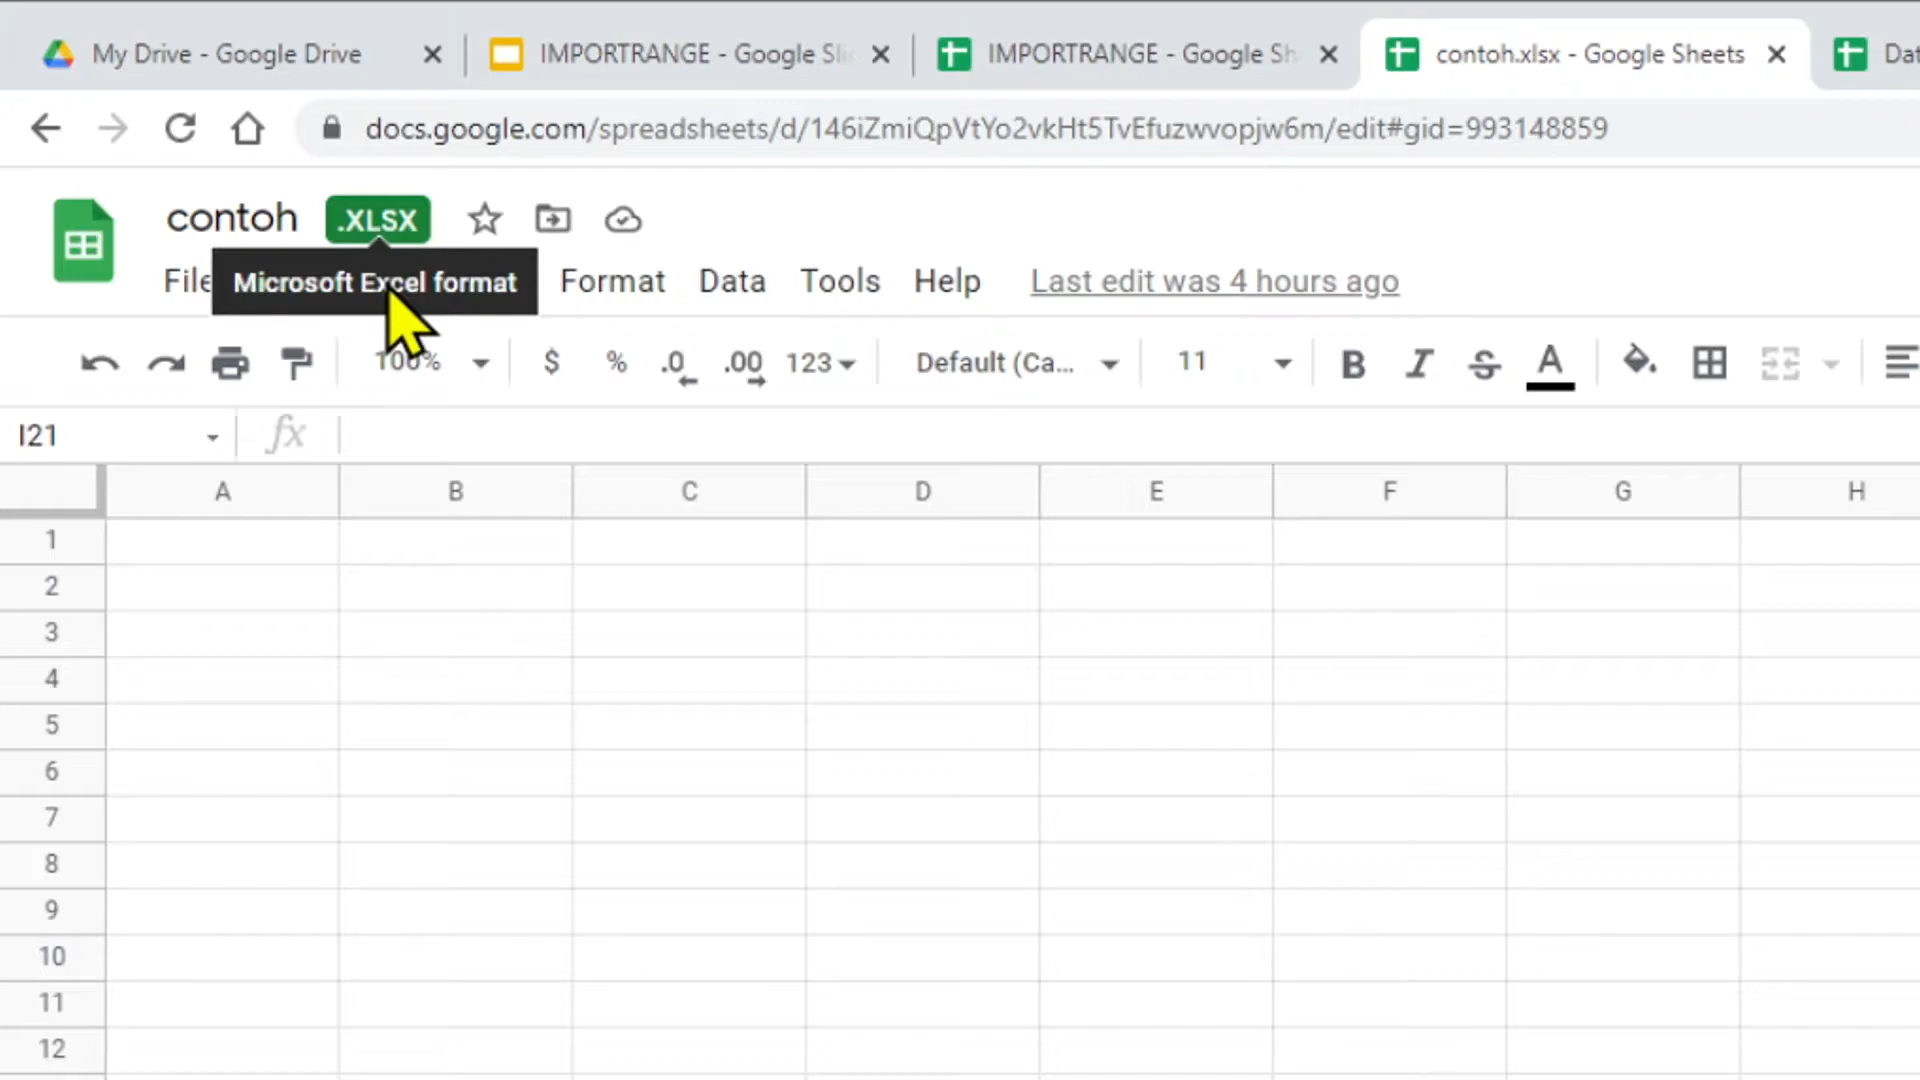 My Drive - Google Drive
IMPORTRANGE - Google Sli
IMPORTRANGE - Google Sh
contoh.xlsx - Google Sheets
Dat
docs.google.com/spreadsheets/d/146iZmiQpVtYo2vkHt5TvEfuzwvopjw6m/edit#gid=993148859
contoh .XLSX
File Microsoft Excel format Format Data Tools Help Last edit was 4 hours ago
100% $ % .0 .00 123 Default (Ca... 11 B I S A
I21 fx
A B C D E F G H
1
2
3
4
5
6
7
8
9
10
11
12